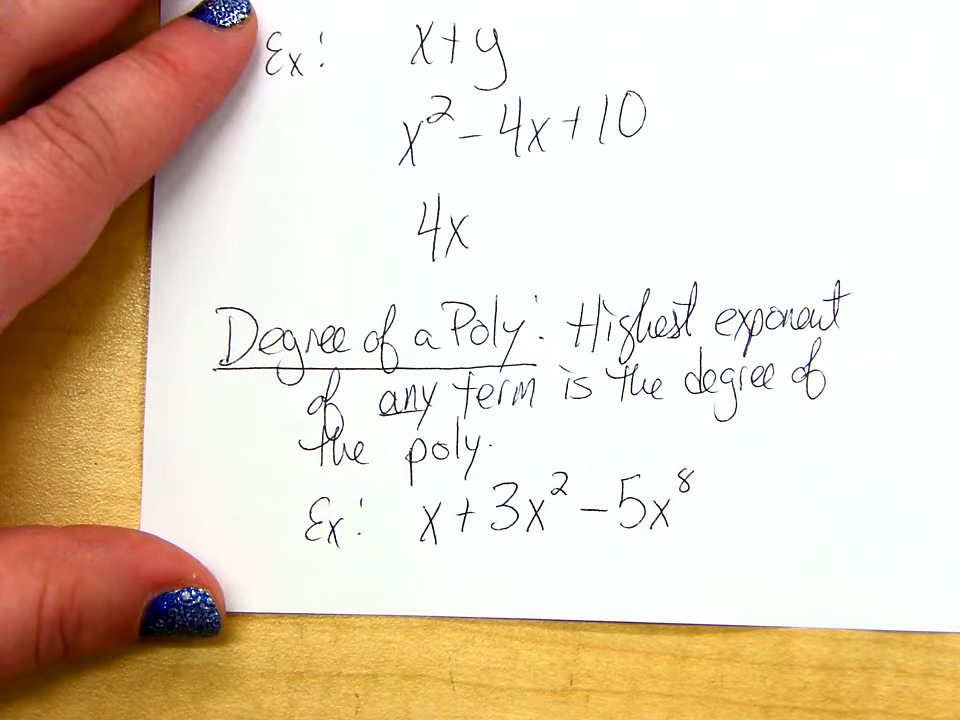 Ex: x+y
x² - 4x + 10
4x
Degree of a Poly: Highest exponent
of any term is the degree of
the poly.
Ex: x + 3x² - 5x⁸